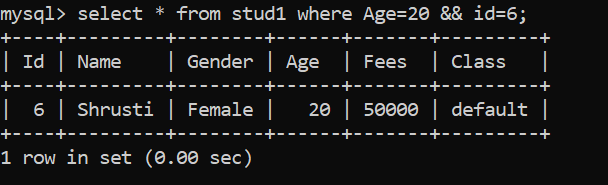 mysql> select * from stud1 where Age=20 && id=6;
+----+---------+--------+------+-------+---------+
| Id | Name    | Gender | Age  | Fees  | Class   |
+----+---------+--------+------+-------+---------+
|  6 | Shrusti | Female |   20 | 50000 | default |
+----+---------+--------+------+-------+---------+
1 row in set (0.00 sec)